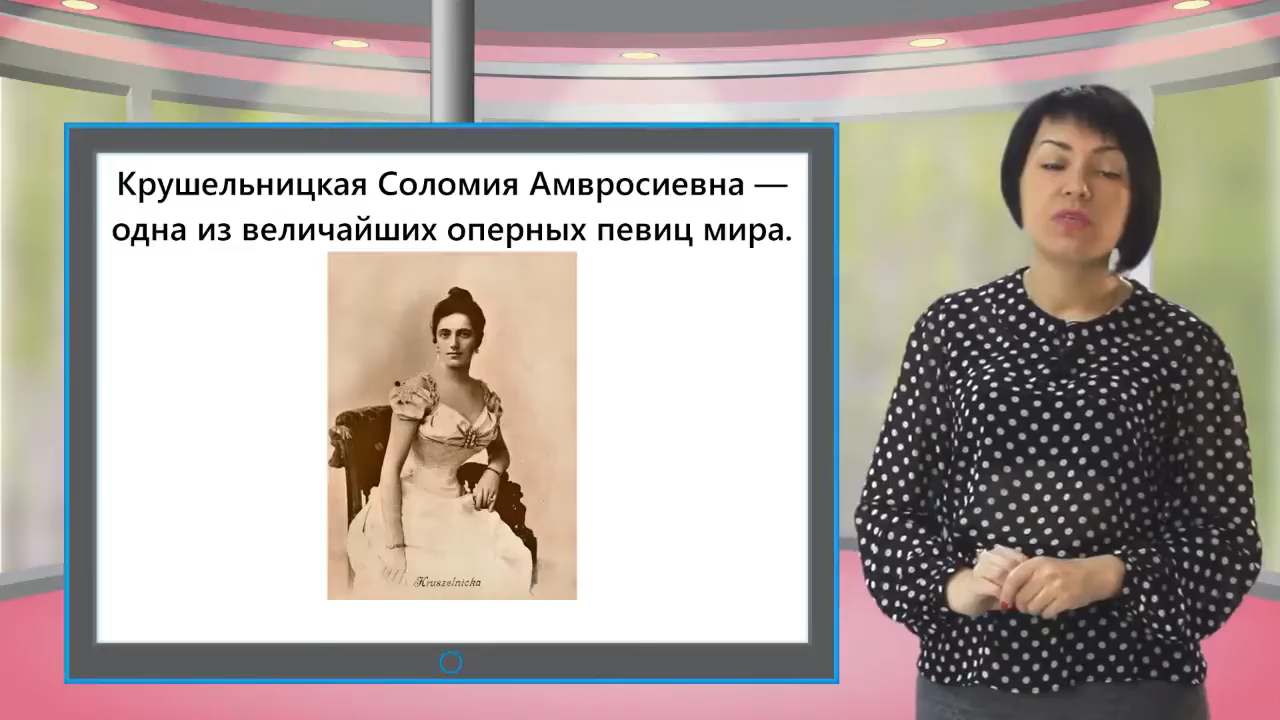 Крушельницкая Соломия Амвросиевна —
одна из величайших оперных певиц мира.
Kruszelnicka